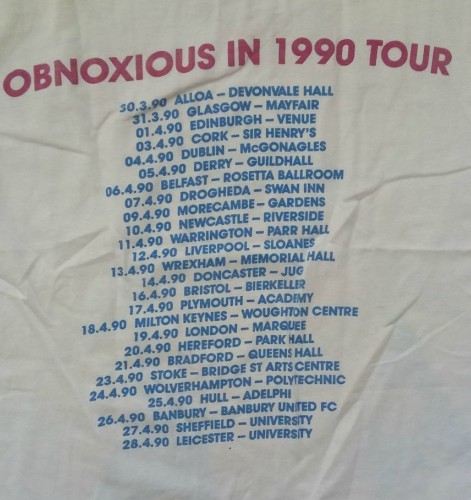 OBNOXIOUS IN 1990 TOUR
30.3.90 ALLOA – DEVONVALE HALL
31.3.90 GLASGOW – MAYFAIR
01.4.90 EDINBURGH – VENUE
03.4.90 CORK – SIR HENRY'S
04.4.90 DUBLIN – McGONAGLES
05.4.90 DERRY – GUILDHALL
06.4.90 BELFAST – ROSETTA BALLROOM
07.4.90 DROGHEDA – SWAN INN
09.4.90 MORECAMBE – GARDENS
10.4.90 NEWCASTLE – RIVERSIDE
11.4.90 WARRINGTON – PARR HALL
12.4.90 LIVERPOOL – SLOANES
13.4.90 WREXHAM – MEMORIAL HALL
14.4.90 DONCASTER – JUG
16.4.90 BRISTOL – BIERKELLER
17.4.90 PLYMOUTH – ACADEMY
18.4.90 MILTON KEYNES – WOUGHTON CENTRE
19.4.90 LONDON – MARQUEE
20.4.90 HEREFORD – PARK HALL
21.4.90 BRADFORD – QUEENS HALL
23.4.90 STOKE – BRIDGE ST ARTS CENTRE
24.4.90 WOLVERHAMPTON – POLYTECHNIC
25.4.90 HULL – ADELPHI
26.4.90 BANBURY – BANBURY UNITED FC
27.4.90 SHEFFIELD – UNIVERSITY
28.4.90 LEICESTER – UNIVERSITY